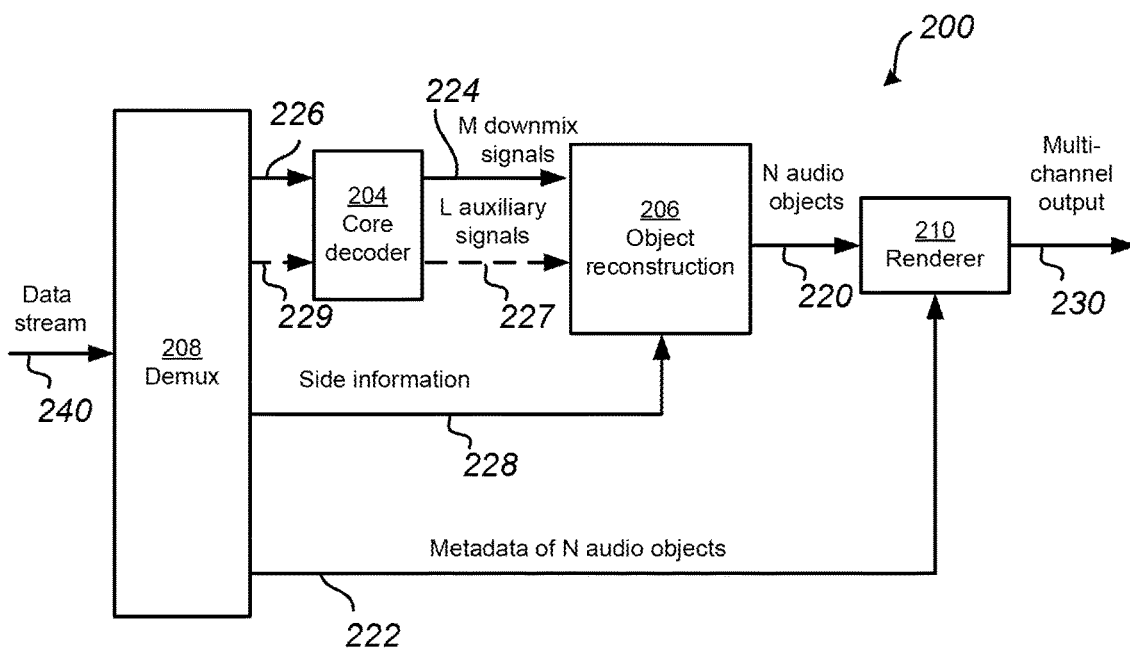 200
226
224
M downmix
signals
204
Core
decoder
L auxiliary
signals
229
227
206
Object
reconstruction
N audio
objects
220
210
Renderer
Multi-
channel
output
230
Data
stream
240
208
Demux
Side information
228
Metadata of N audio objects
222